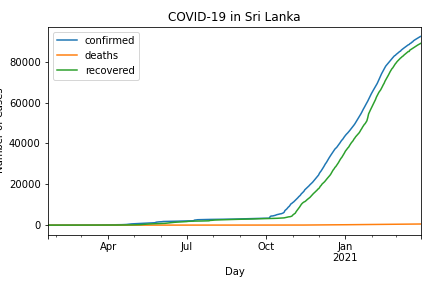 COVID-19 in Sri Lanka
confirmed
deaths
recovered
80000
60000
40000
20000
0
Apr
Jul
Oct
Jan
2021
Day